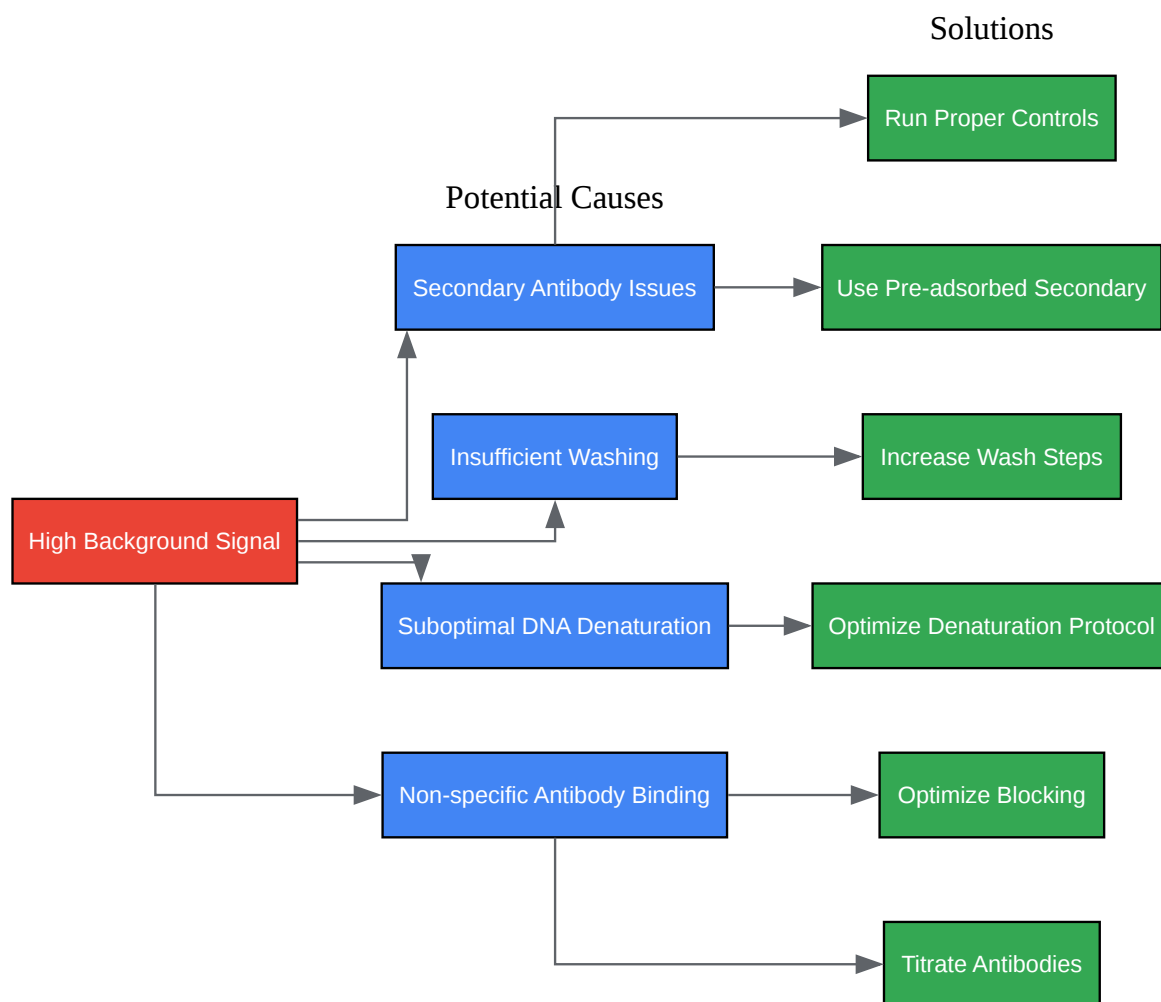 Solutions
Run Proper Controls
Potential Causes
Secondary Antibody Issues
Use Pre-adsorbed Secondary
Insufficient Washing
Increase Wash Steps
High Background Signal
Suboptimal DNA Denaturation
Optimize Denaturation Protocol
Non-specific Antibody Binding
Optimize Blocking
Titrate Antibodies